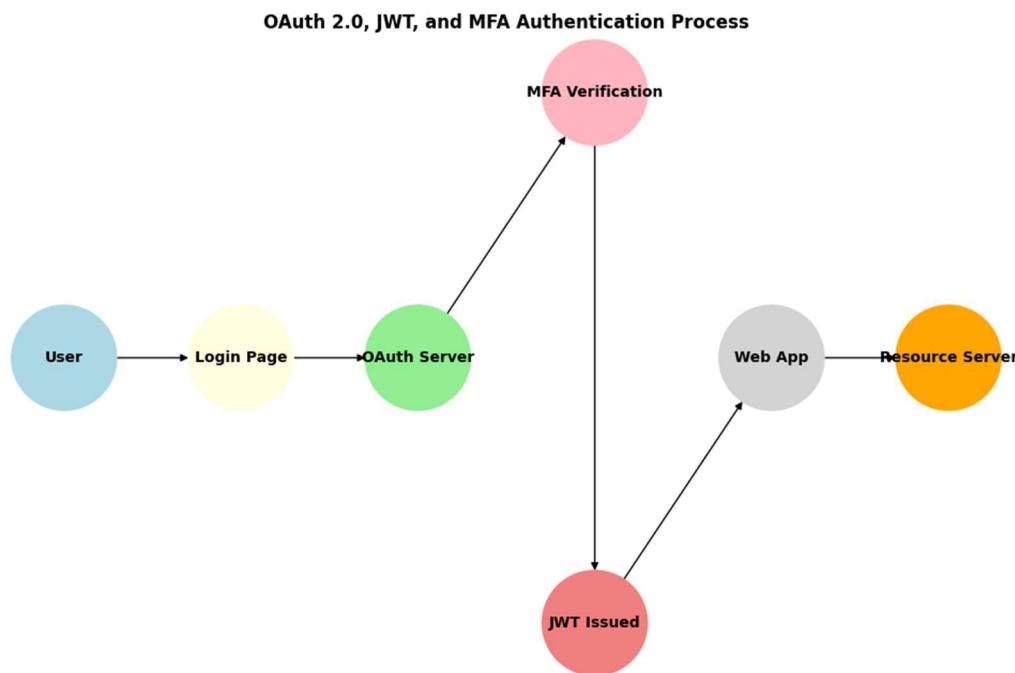 OAuth 2.0, JWT, and MFA Authentication Process
MFA Verification
User
Login Page
OAuth Server
Web App
Resource Server
JWT Issued